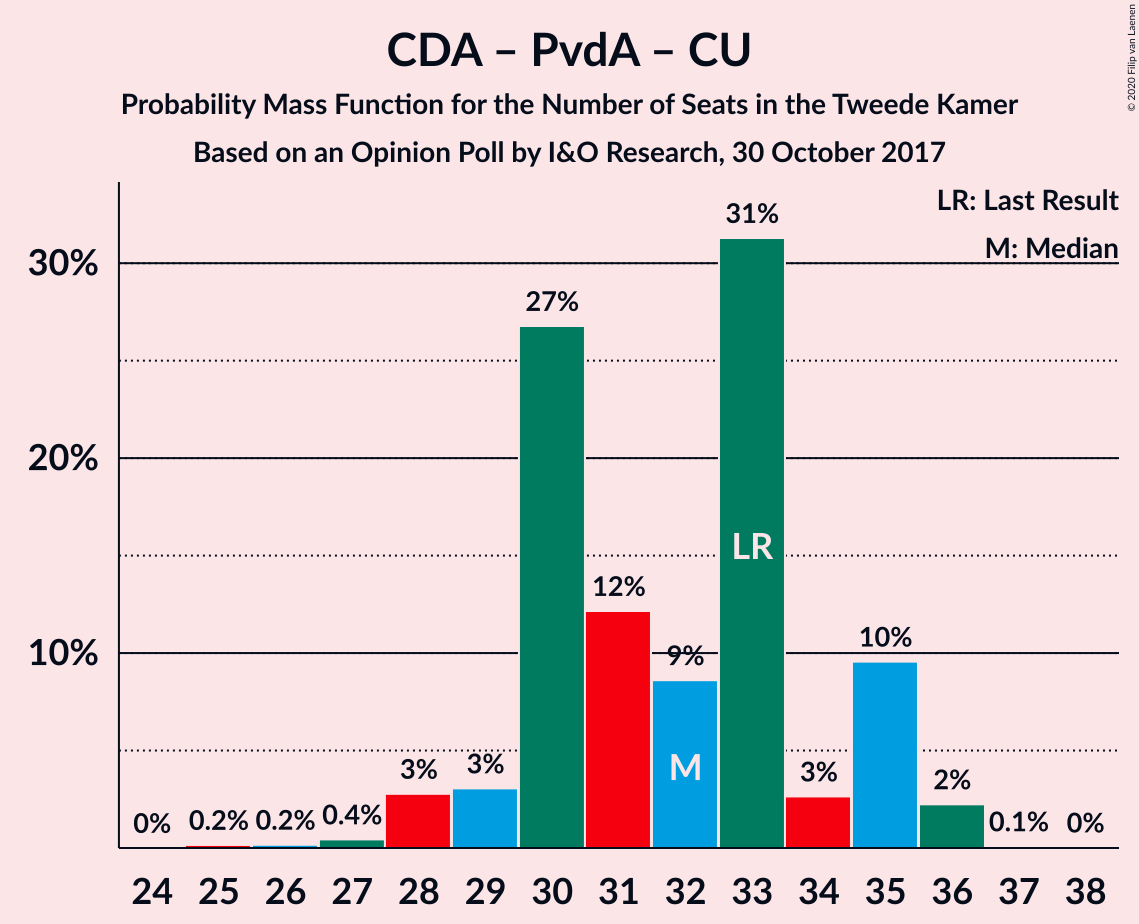 CDA – PvdA – CU
Probability Mass Function for the Number of Seats in the Tweede Kamer
Based on an Opinion Poll by I&O Research, 30 October 2017
© 2020 Filip van Laenen
LR: Last Result
M: Median
30%
20%
10%
0%
0.2%
0.2%
0.4%
3%
3%
27%
12%
9%
31%
3%
10%
2%
0.1%
0%
LR
M
24 25 26 27 28 29 30 31 32 33 34 35 36 37 38